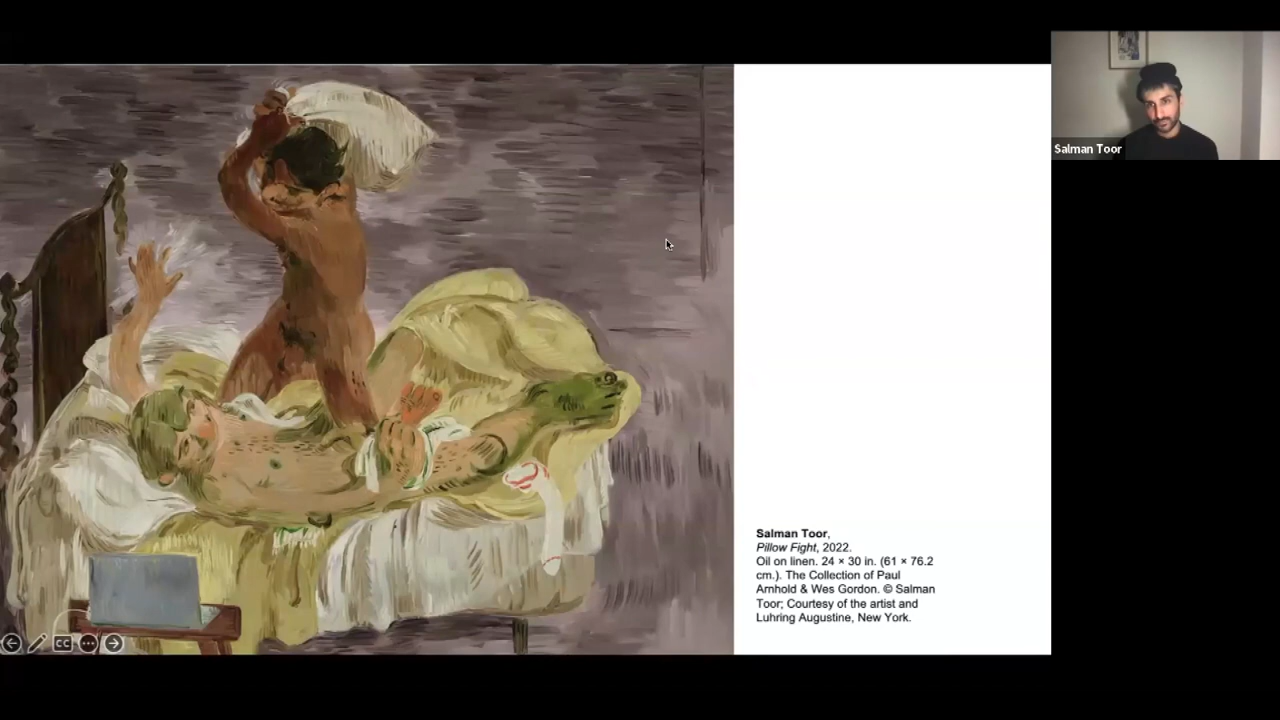 Salman Toor
Salman Toor,
Pillow Fight, 2022.
Oil on linen. 24 × 30 in. (61 × 76.2
cm.). The Collection of Paul
Arnhold & Wes Gordon. © Salman
Toor; Courtesy of the artist and
Luhring Augustine, New York.
CC